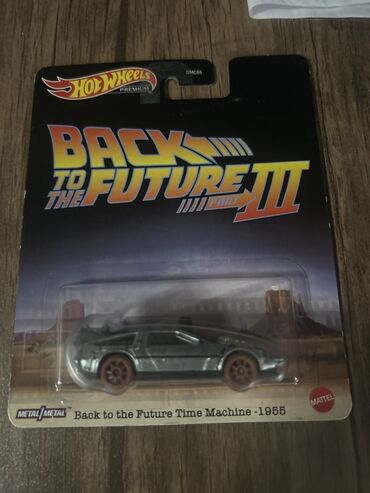 HOT WHEELS
PREMIUM
BACK
TO THE
FUTURE
PART III
METAL/METAL
Back to the Future Time Machine -1955
MATTEL